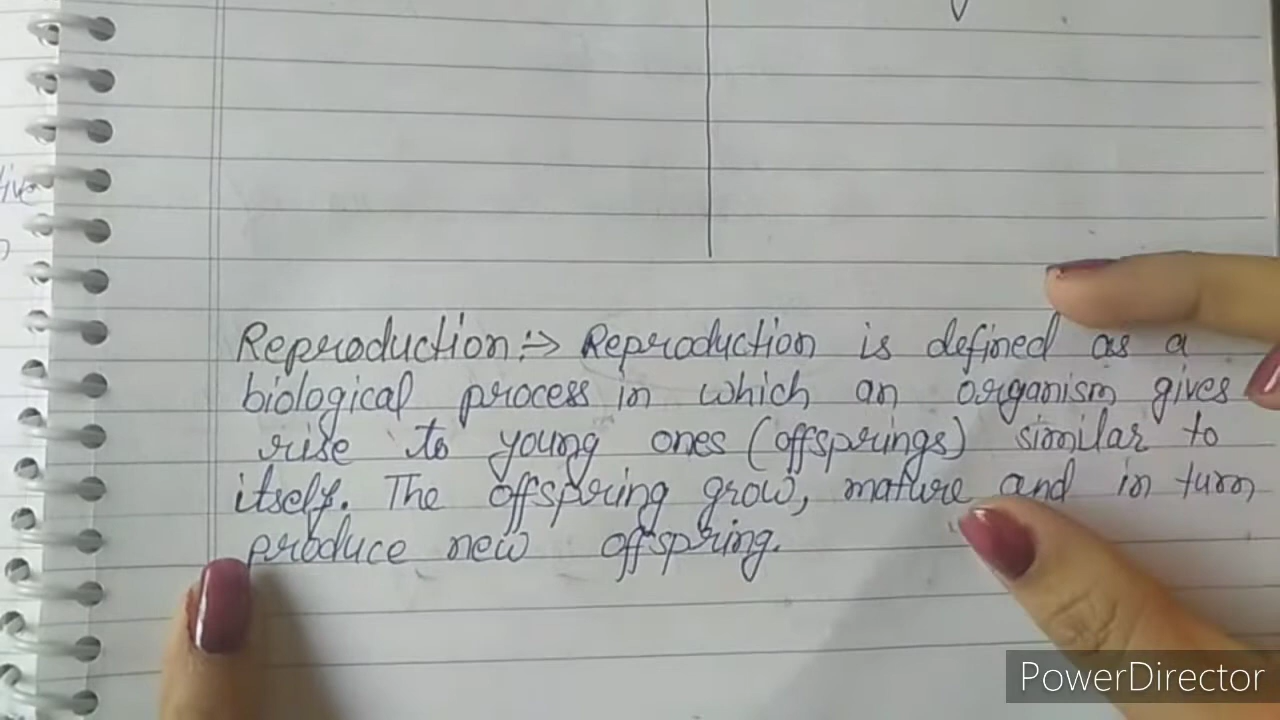 tive
Reproduction:-> Reproduction is defined as a
biological process in which an organism gives
rise to young ones (offsprings) similar to
itself. The offspring grow, mature and in turn
produce new offspring.
PowerDirector